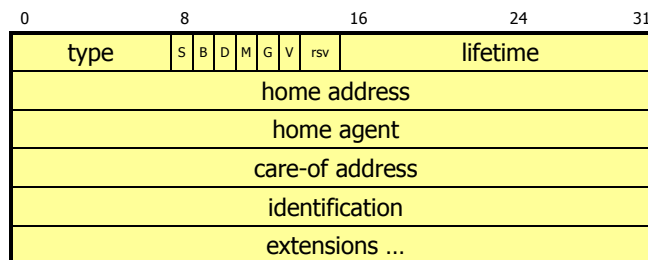 0 8 16 24 31
type S B D M G V rsv lifetime
home address
home agent
care-of address
identification
extensions …